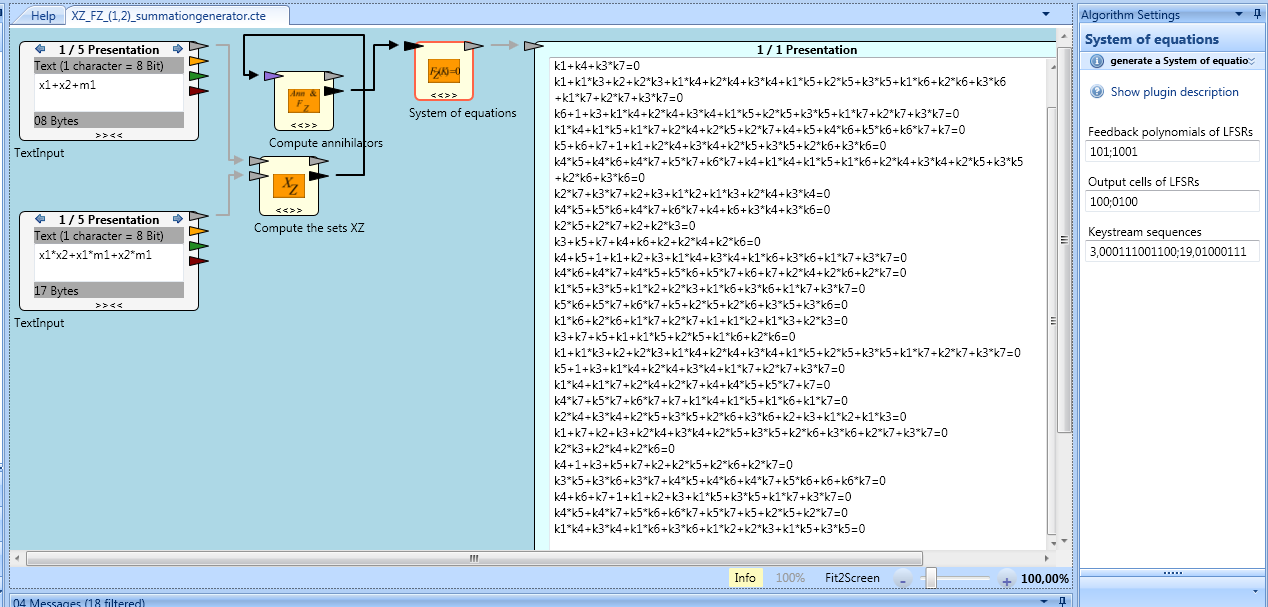 Help
XZ_FZ_(1,2)_summationgenerator.cte
1 / 5 Presentation
Text (1 character = 8 Bit)
x1+x2+m1
08 Bytes
>><<
TextInput
1 / 5 Presentation
Text (1 character = 8 Bit)
x1*x2+x1*m1+x2*m1
17 Bytes
>><<
TextInput
Ann &
F Z
<<>>
Compute annihilators
X Z
<<>>
Compute the sets XZ
F Z (K)=0
<<>>
System of equations
1 / 1 Presentation
k1+k4+k3*k7=0
k1+k1*k3+k2+k2*k3+k1*k4+k2*k4+k3*k4+k1*k5+k2*k5+k3*k5+k1*k6+k2*k6+k3*k6
+k1*k7+k2*k7+k3*k7=0
k6+1+k3+k1*k4+k2*k4+k3*k4+k1*k5+k2*k5+k3*k5+k1*k7+k2*k7+k3*k7=0
k1*k4+k1*k5+k1*k7+k2*k4+k2*k5+k2*k7+k4+k5+k4*k6+k5*k6+k6*k7+k7=0
k5+k6+k7+1+k1+k2*k4+k3*k4+k2*k5+k3*k5+k2*k6+k3*k6=0
k4*k5+k4*k6+k4*k7+k5*k7+k6*k7+k4+k1*k4+k1*k5+k1*k6+k2*k4+k3*k4+k2*k5+k3*k5
+k2*k6+k3*k6=0
k2*k7+k3*k7+k2+k3+k1*k2+k1*k3+k2*k4+k3*k4=0
k4*k5+k5*k6+k4*k7+k6*k7+k4+k6+k3*k4+k3*k6=0
k2*k5+k2*k7+k2+k2*k3=0
k3+k5+k7+k4+k6+k2+k2*k4+k2*k6=0
k4+k5+1+k1+k2+k3+k1*k4+k3*k4+k1*k6+k3*k6+k1*k7+k3*k7=0
k4*k6+k4*k7+k4*k5+k5*k6+k5*k7+k6+k7+k2*k4+k2*k6+k2*k7=0
k1*k5+k3*k5+k1*k2+k2*k3+k1*k6+k3*k6+k1*k7+k3*k7=0
k5*k6+k5*k7+k6*k7+k5+k2*k5+k2*k6+k3*k5+k3*k6=0
k1*k6+k2*k6+k1*k7+k2*k7+k1+k1*k2+k1*k3+k2*k3=0
k3+k7+k5+k1+k1*k5+k2*k5+k1*k6+k2*k6=0
k1+k1*k3+k2+k2*k3+k1*k4+k2*k4+k3*k4+k1*k5+k2*k5+k3*k5+k1*k7+k2*k7+k3*k7=0
k5+1+k3+k1*k4+k2*k4+k3*k4+k1*k7+k2*k7+k3*k7=0
k1*k4+k1*k7+k2*k4+k2*k7+k4+k4*k5+k5*k7+k7=0
k4*k7+k5*k7+k6*k7+k7+k1*k4+k1*k5+k1*k6+k1*k7=0
k2*k4+k3*k4+k2*k5+k3*k5+k2*k6+k3*k6+k2+k3+k1*k2+k1*k3=0
k1+k7+k2+k3+k2*k4+k3*k4+k2*k5+k3*k5+k2*k6+k3*k6+k2*k7+k3*k7=0
k2*k3+k2*k4+k2*k6=0
k4+1+k3+k5+k7+k2+k2*k5+k2*k6+k2*k7=0
k3*k5+k3*k6+k3*k7+k4*k5+k4*k6+k4*k7+k5*k6+k6+k6*k7=0
k4+k6+k7+1+k1+k2+k3+k1*k5+k3*k5+k1*k7+k3*k7=0
k4*k5+k4*k7+k5*k6+k6*k7+k5*k7+k5+k2*k5+k2*k7=0
k1*k4+k3*k4+k1*k6+k3*k6+k1*k2+k2*k3+k1*k5+k3*k5=0
Info
100%
Fit2Screen
-
+
100,00%
04 Messages (18 filtered)
Algorithm Settings
System of equations
generate a System of equatio
Show plugin description
Feedback polynomials of LFSRs
101;1001
Output cells of LFSRs
100;0100
Keystream sequences
3,000111001100;19,01000111